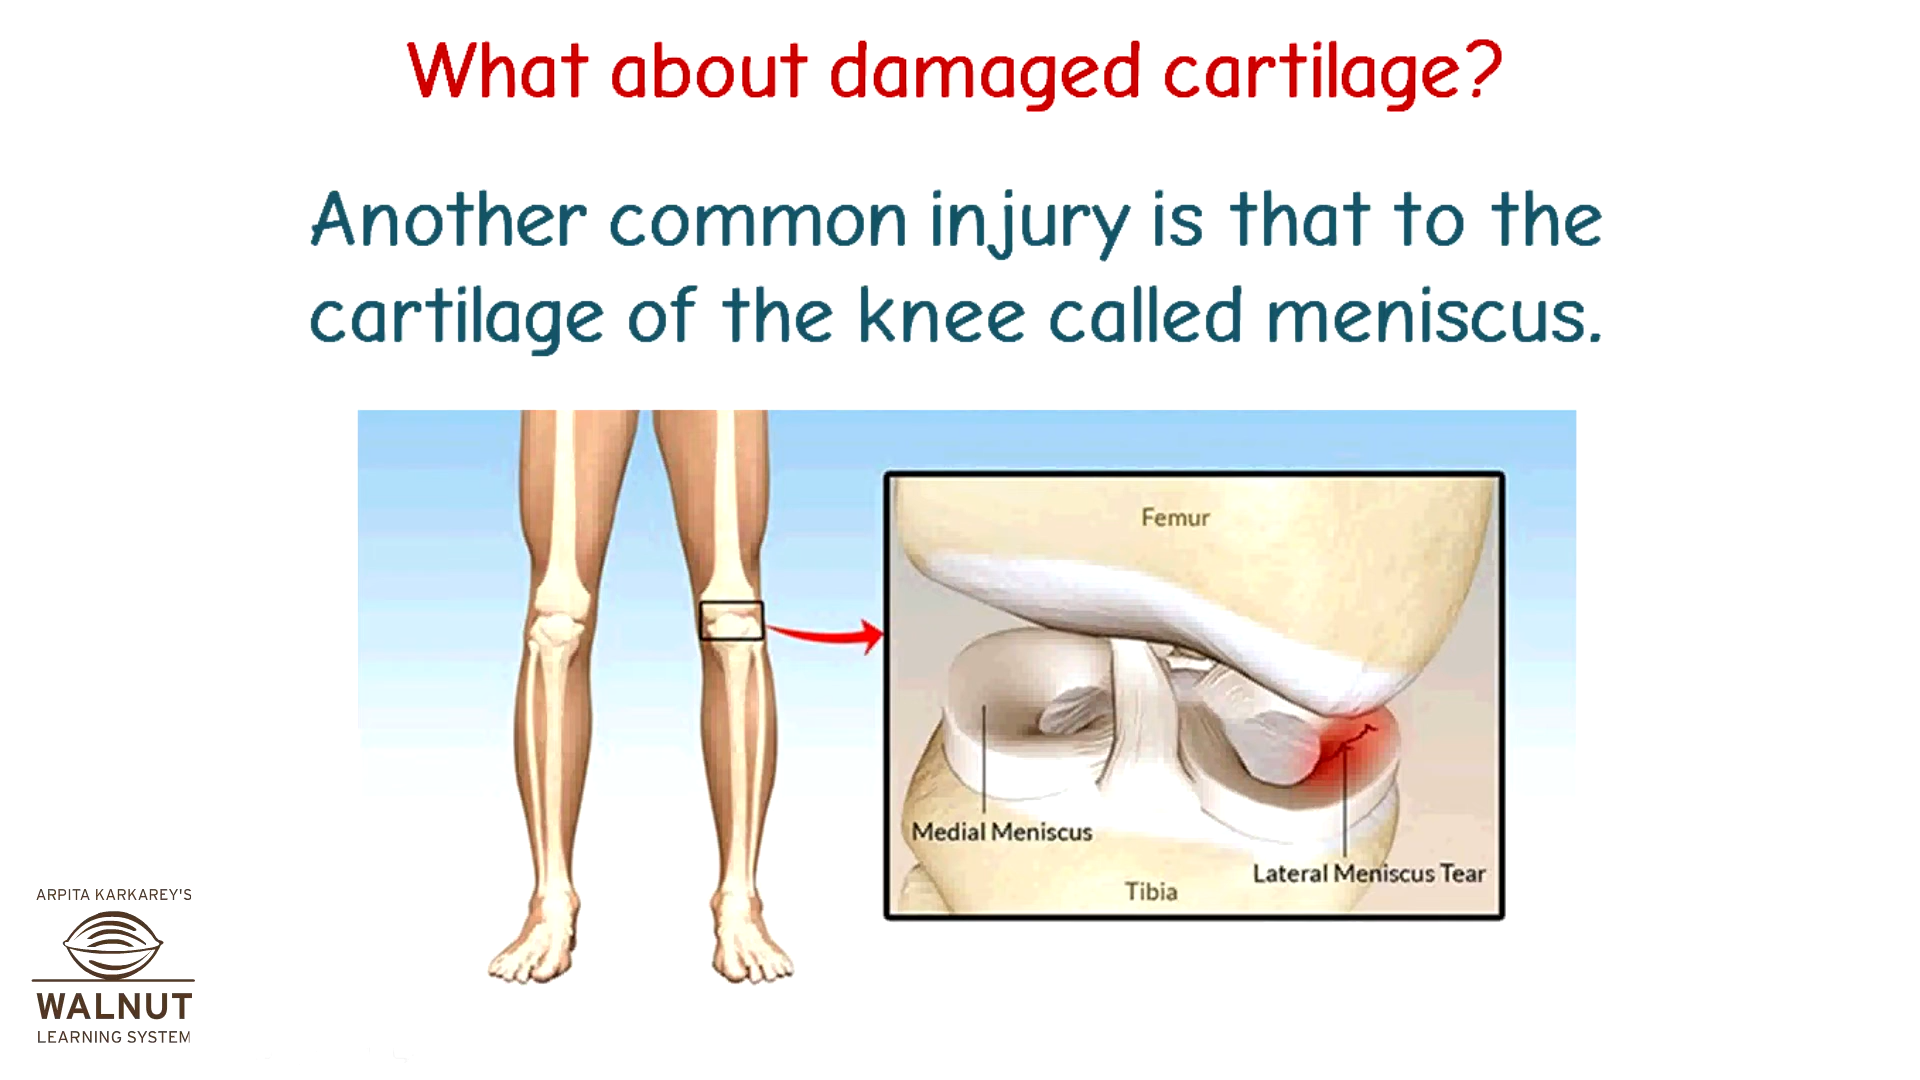 What about damaged cartilage?
Another common injury is that to the
cartilage of the knee called meniscus.
Femur
Medial Meniscus
Lateral Meniscus Tear
Tibia
ARPITA KARKAREY'S
WALNUT
LEARNING SYSTEM